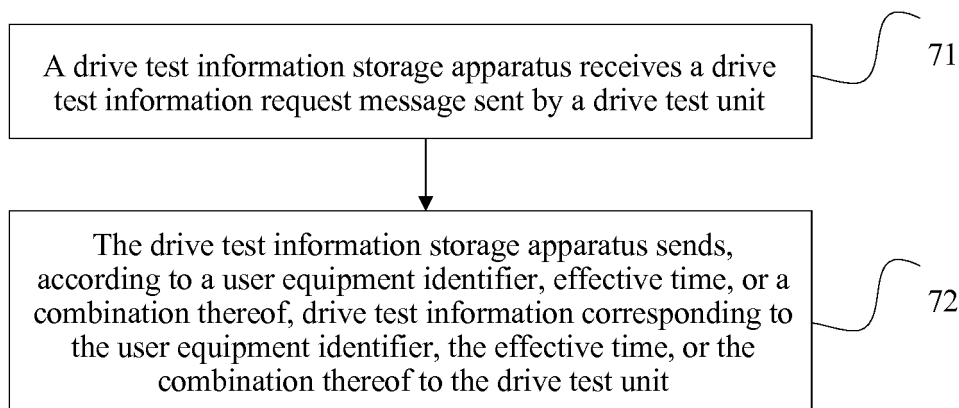 A drive test information storage apparatus receives a drive
test information request message sent by a drive test unit
71
The drive test information storage apparatus sends,
according to a user equipment identifier, effective time, or a
combination thereof, drive test information corresponding to
the user equipment identifier, the effective time, or the
combination thereof to the drive test unit
72